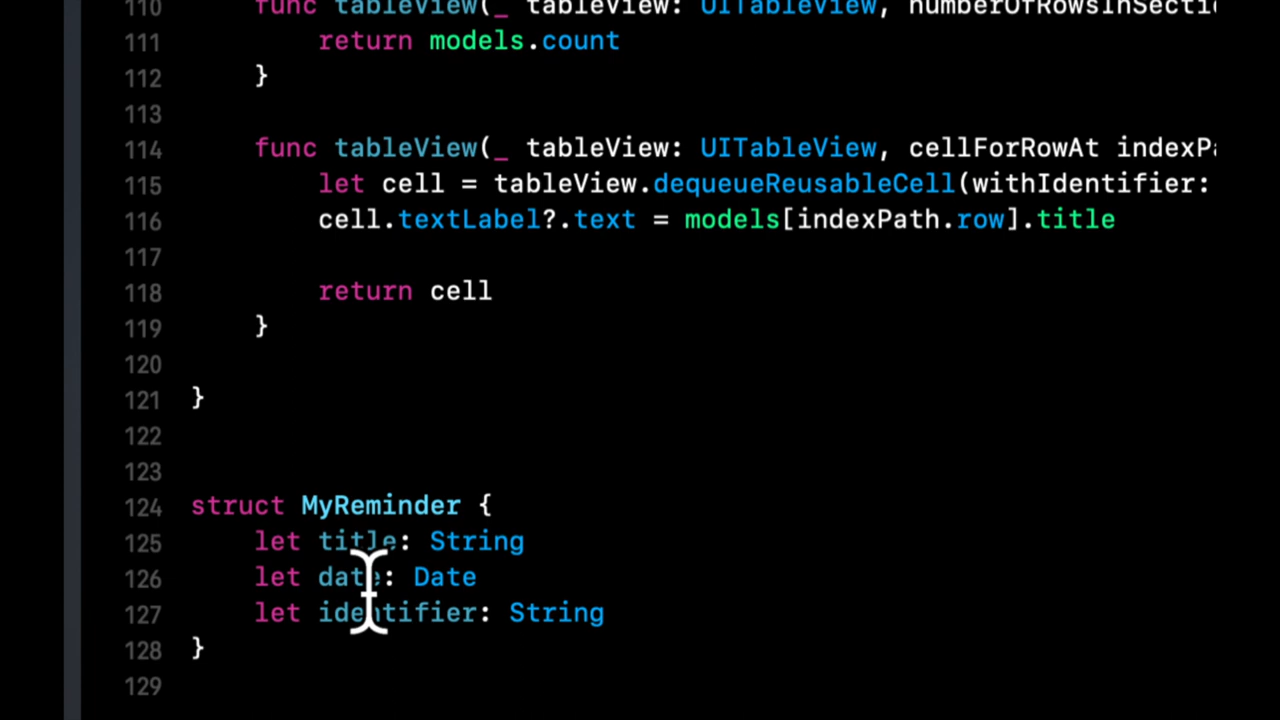 110 func tableView(_ tableView: UITableView, numberOfRowsInSectio
111 return models.count
112 }
113
114 func tableView(_ tableView: UITableView, cellForRowAt indexPa
115 let cell = tableView.dequeueReusableCell(withIdentifier:
116 cell.textLabel?.text = models[indexPath.row].title
117
118 return cell
119 }
120
121 }
122
123
124 struct MyReminder {
125 let title: String
126 let date: Date
127 let identifier: String
128 }
129